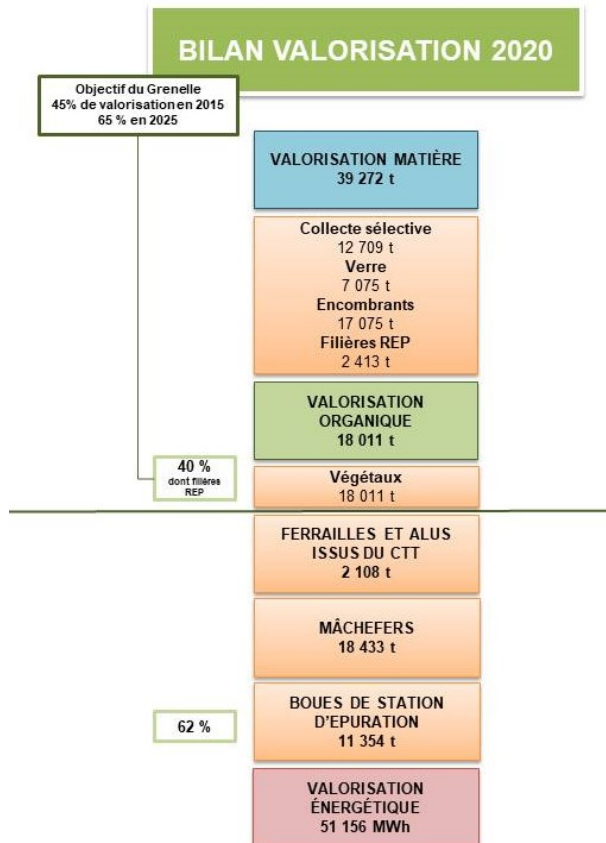 BILAN VALORISATION 2020
Objectif du Grenelle
45% de valorisation en 2015
65 % en 2025
VALORISATION MATIÈRE
39 272 t
Collecte sélective
12 709 t
Verre
7 075 t
Encombrants
17 075 t
Filières REP
2 413 t
VALORISATION
ORGANIQUE
18 011 t
40 %
dont filières
REP
Végétaux
18 011 t
FERRAILLES ET ALUS
ISSUS DU CTT
2 108 t
MÂCHEFERS
18 433 t
62 %
BOUES DE STATION
D'EPURATION
11 354 t
VALORISATION
ÉNERGÉTIQUE
51 156 MWh